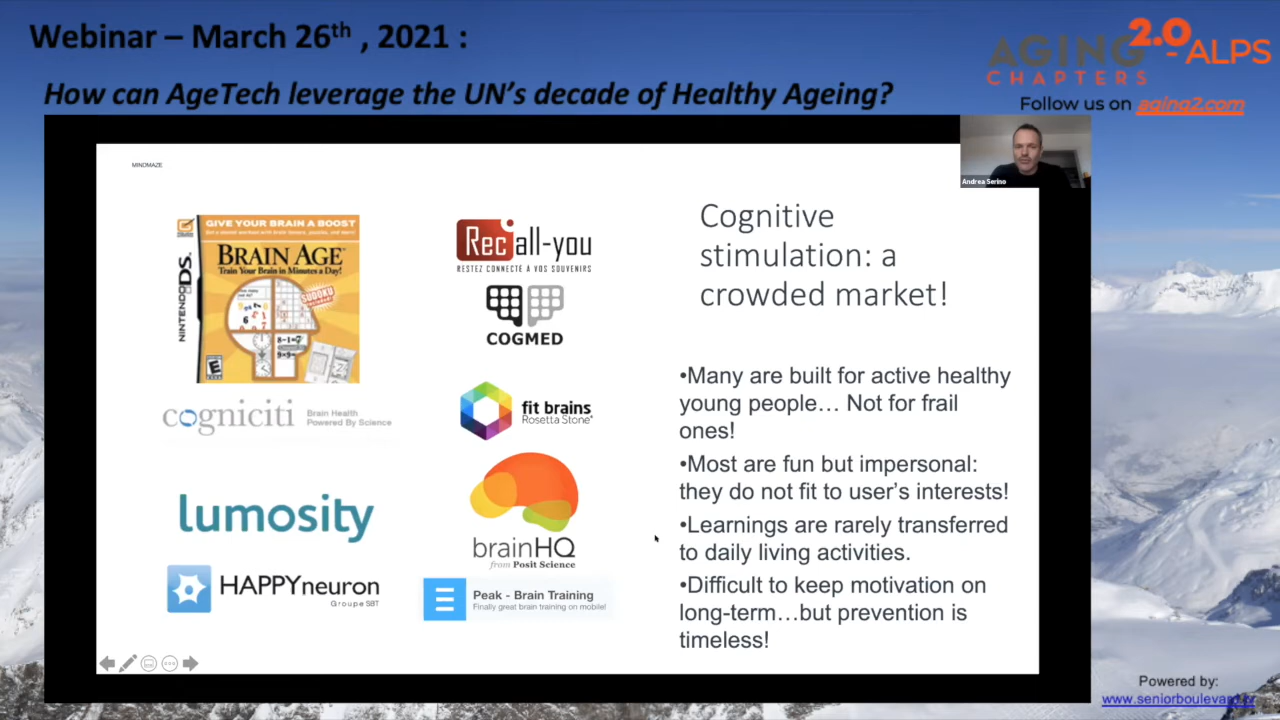 Webinar – March 26th , 2021 :
How can AgeTech leverage the UN's decade of Healthy Ageing?
AGING 2.0
-ALPS
CHAPTERS
Follow us on aging2.com
Andrea Serino
MINDMAZE
GIVE YOUR BRAIN A BOOST
BRAIN AGE™
Train Your Brain in Minutes a Day!
SUDOKU
NINTENDO DS
E
Rec●all-you
RESTEZ CONNECTÉ À VOS SOUVENIRS
COGMED
cogniciti
Brain Health
Powered By Science
fit brains
Rosetta Stone®
lumosity
brainHQ
from Posit Science
HAPPYneuron
Groupe SBT
Peak - Brain Training
Finally great brain training on mobile!
Cognitive
stimulation: a
crowded market!
•Many are built for active healthy
young people… Not for frail
ones!
•Most are fun but impersonal:
they do not fit to user's interests!
•Learnings are rarely transferred
to daily living activities.
•Difficult to keep motivation on
long-term…but prevention is
timeless!
Powered by: